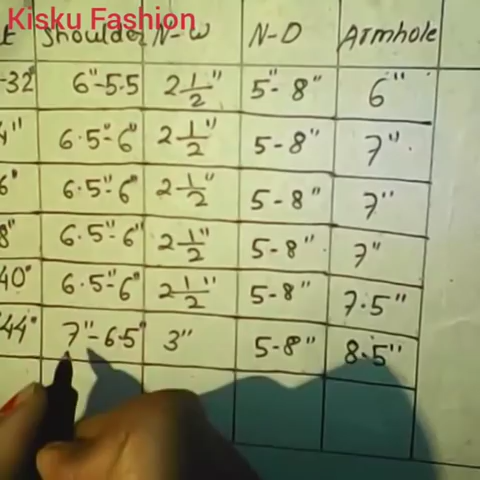 Kisku Fashion
t shoulder N-W N-D Armhole
-32" 6"-5.5 2 1/2" 5"-8" 6"
4" 6.5"-6" 2 1/2" 5-8" 7"
6" 6.5"-6" 2 1/2" 5-8" 7"
8" 6.5"-6" 2 1/2" 5-8" 7"
40" 6.5"-6" 2 1/2" 5-8" 7.5"
44" 7"-6.5" 3" 5-8" 8.5"